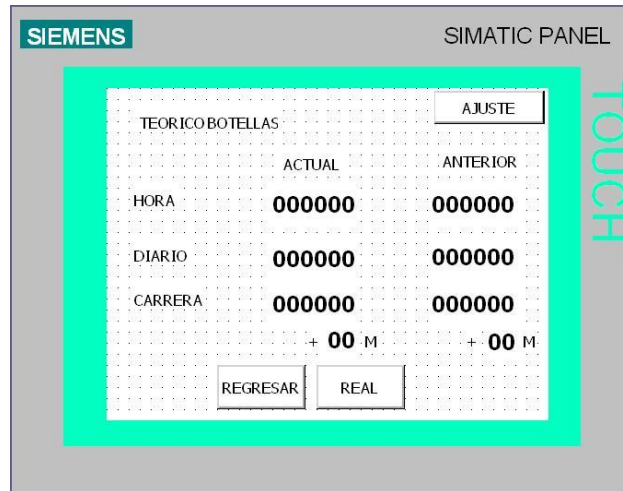 SIEMENS SIMATIC PANEL
TOUCH
AJUSTE
TEORICO BOTELLAS
ACTUAL ANTERIOR
HORA 000000 000000
DIARIO 000000 000000
CARRERA 000000 000000
+ 00 M + 00 M
REGRESAR REAL